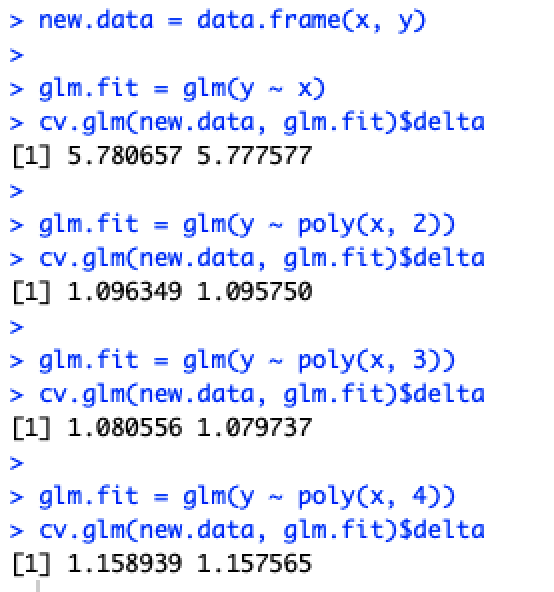 > new.data = data.frame(x, y)
>
> glm.fit = glm(y ~ x)
> cv.glm(new.data, glm.fit)$delta
[1] 5.780657 5.777577
>
> glm.fit = glm(y ~ poly(x, 2))
> cv.glm(new.data, glm.fit)$delta
[1] 1.096349 1.095750
>
> glm.fit = glm(y ~ poly(x, 3))
> cv.glm(new.data, glm.fit)$delta
[1] 1.080556 1.079737
>
> glm.fit = glm(y ~ poly(x, 4))
> cv.glm(new.data, glm.fit)$delta
[1] 1.158939 1.157565